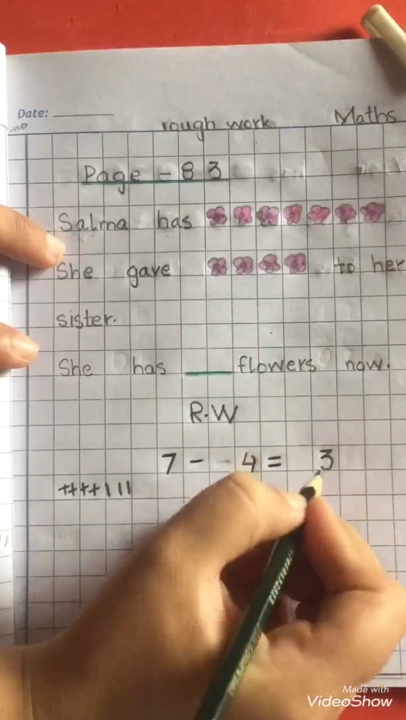 Date:
rough work Maths
Page - 83
Salma has
She gave to her
sister.
She has ___ flowers now.
R.W
7 - 4 = 3
Made with
VideoShow